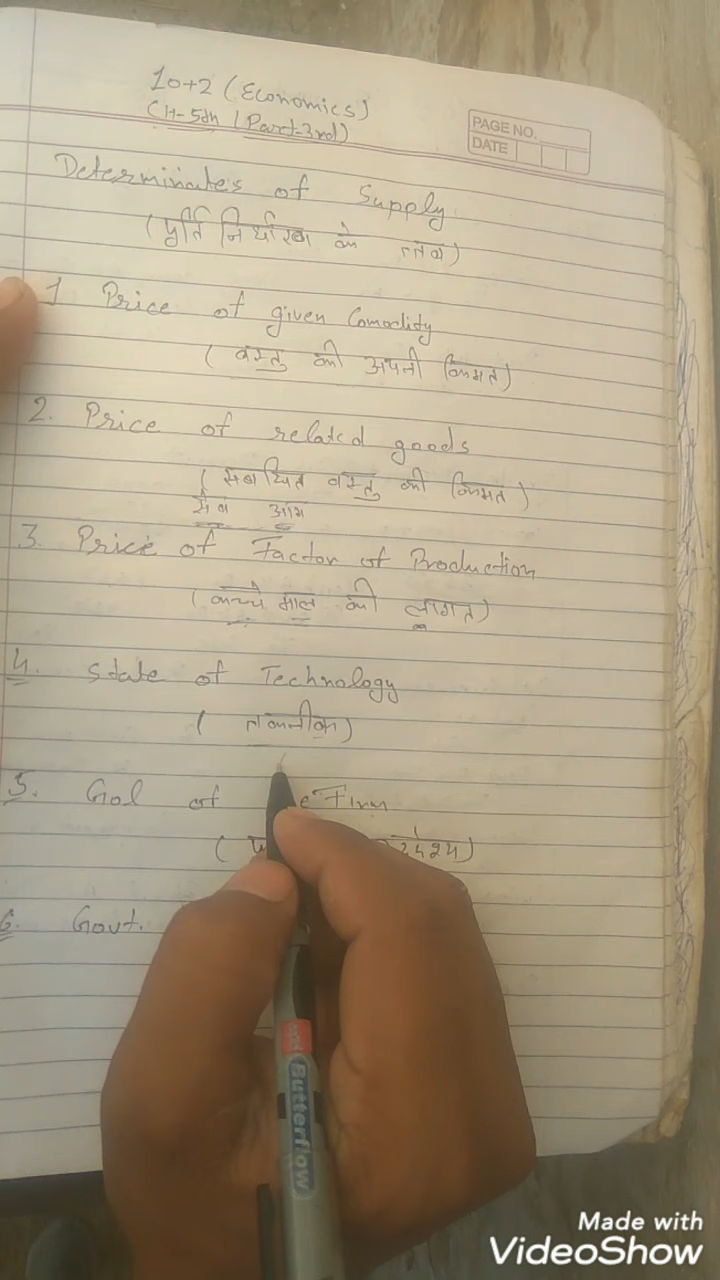 10+2 (Economics)
(H-5th / Part-3rd)
PAGE NO.
DATE
Determinates of Supply
(पूर्ति निर्धारण के तत्व)
1 Price of given Comodity
(वस्तु की अपनी किमत)
2. Price of related goods
(सबधित वस्तु की किमत)
सेब आम
3. Price of Factor of Production
(कच्चे माल की लागत)
4. State of Technology
(तकनीक)
5. Gol of Firm
6. Govt.
Butterflow
Made with
VideoShow